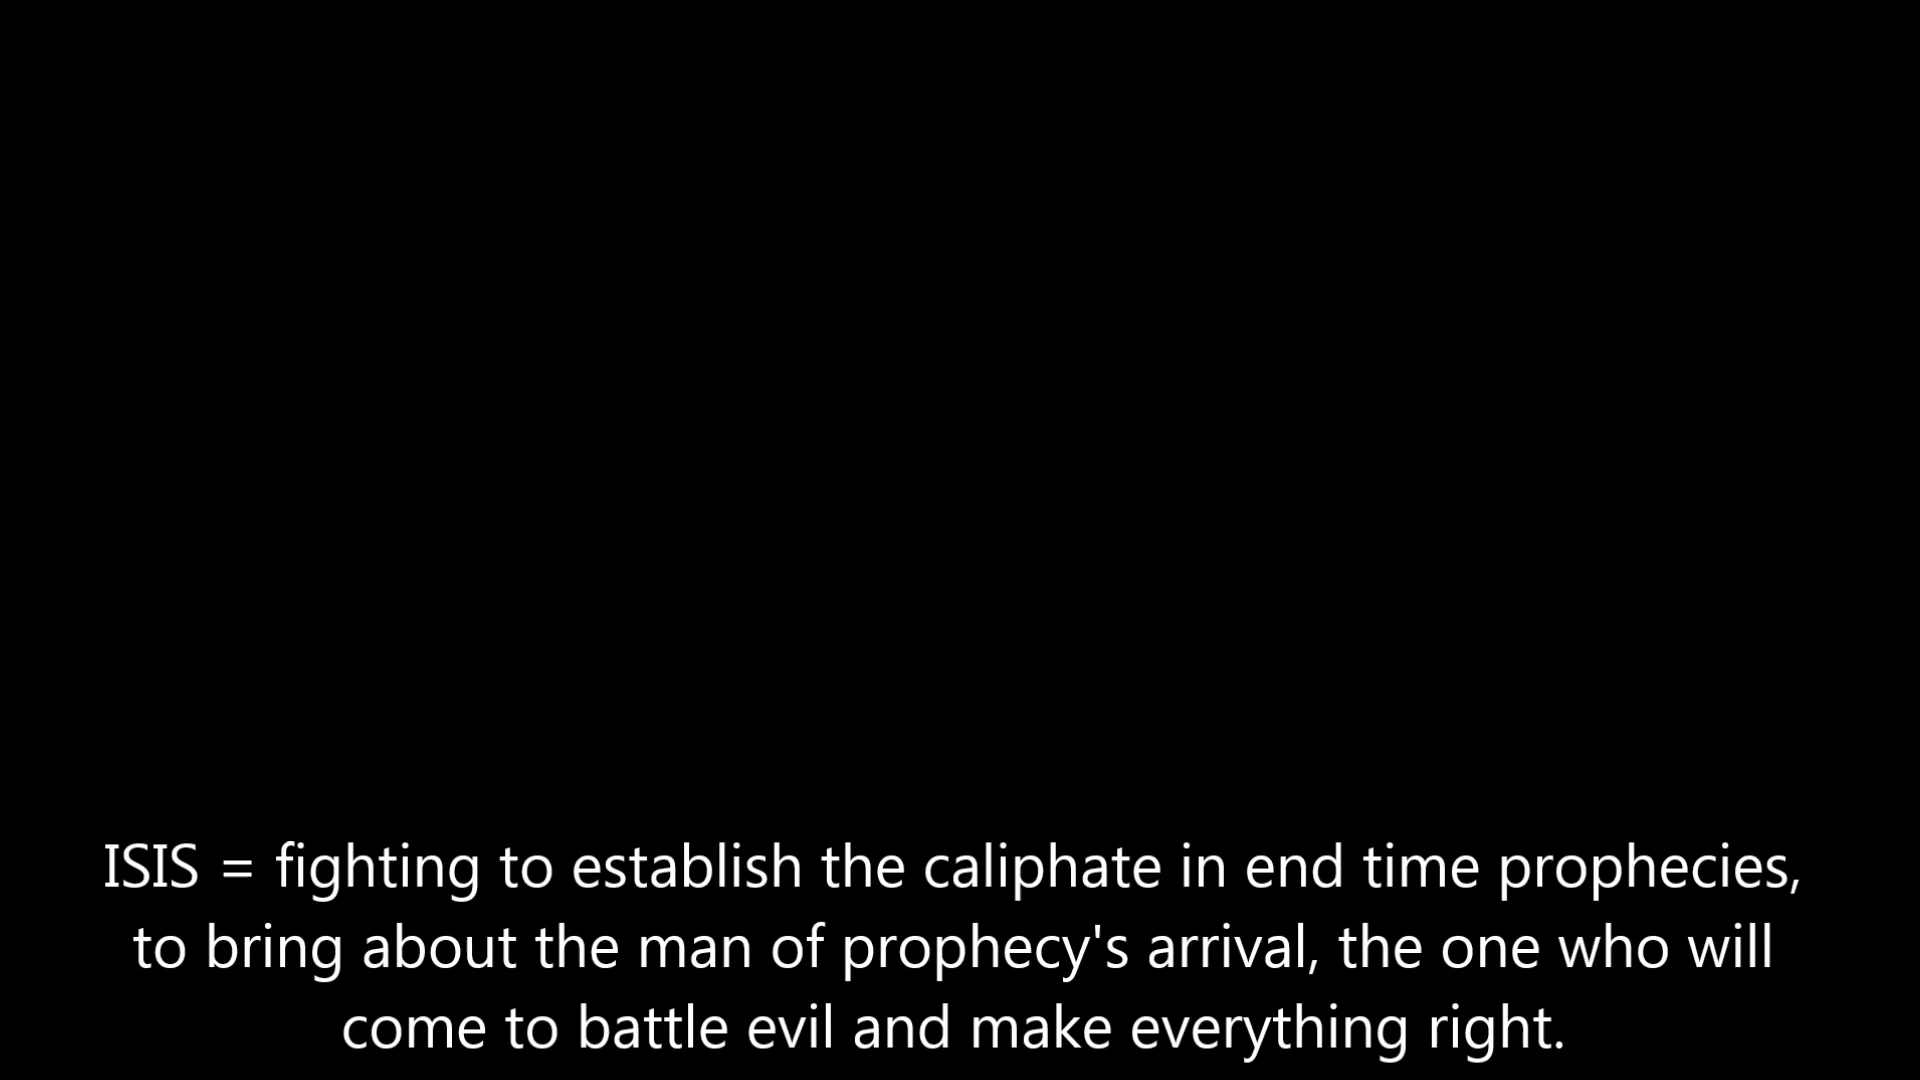 ISIS = fighting to establish the caliphate in end time prophecies,
to bring about the man of prophecy's arrival, the one who will
come to battle evil and make everything right.